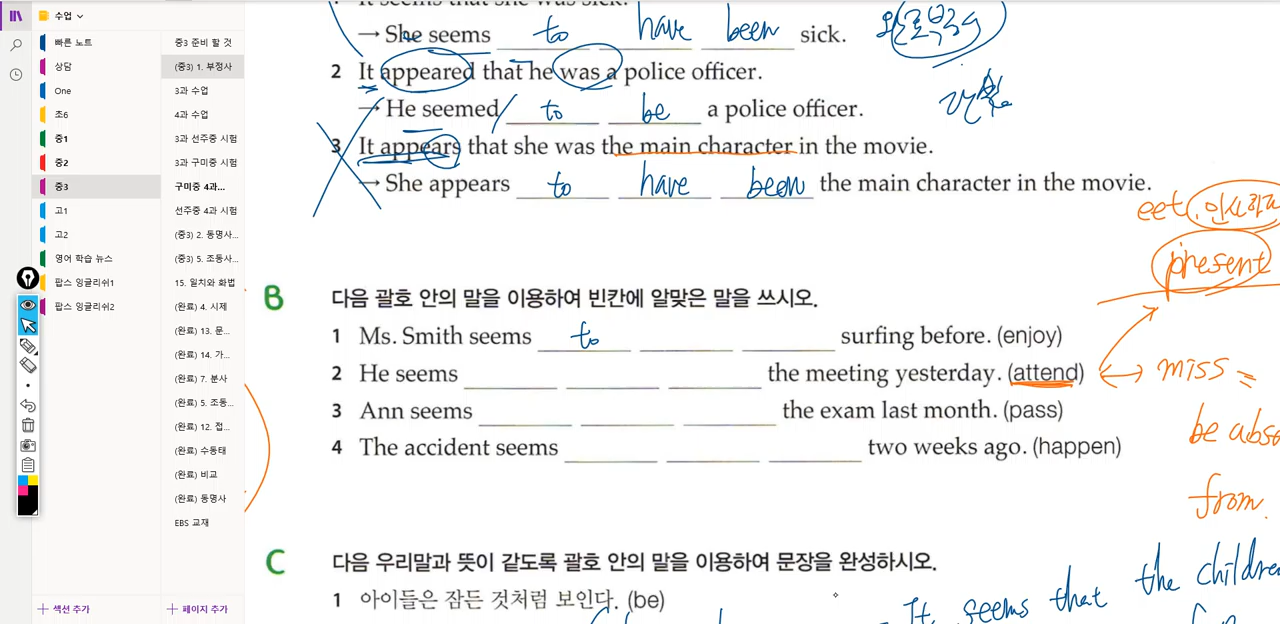 수업
빠른 노트
상담
One
초6
중1
중2
중3
고1
고2
영어 학습 뉴스
팝스 잉글리쉬1
팝스 잉글리쉬2
섹션 추가
중3 준비 할 것
(중3) 1. 부정사
3과 수업
4과 수업
3과 선주중 시험
3과 구미중 시험
구미중 4과...
선주중 4과 시험
(중3) 2. 동명사...
(중3) 5. 조동사...
15. 일치와 화법
(완료) 4. 시제
(완료) 13. 문...
(완료) 14. 가...
(완료) 7. 분사
(완료) 5. 조동...
(완료) 12. 접...
(완료) 수동태
(완료) 비교
(완료) 동명사
EBS 교재
페이지 추가
It seems that she was sick.
→ She seems to have been sick.
2 It appeared that he was a police officer.
→ He seemed to be a police officer.
3 It appears that she was the main character in the movie.
→ She appears to have been the main character in the movie.
eet. 인사하다
present
B 다음 괄호 안의 말을 이용하여 빈칸에 알맞은 말을 쓰시오.
1 Ms. Smith seems to surfing before. (enjoy)
2 He seems the meeting yesterday. (attend)
miss
3 Ann seems the exam last month. (pass)
be abse
4 The accident seems two weeks ago. (happen)
from.
C 다음 우리말과 뜻이 같도록 괄호 안의 말을 이용하여 문장을 완성하시오.
1 아이들은 잠든 것처럼 보인다. (be)
It seems that the children